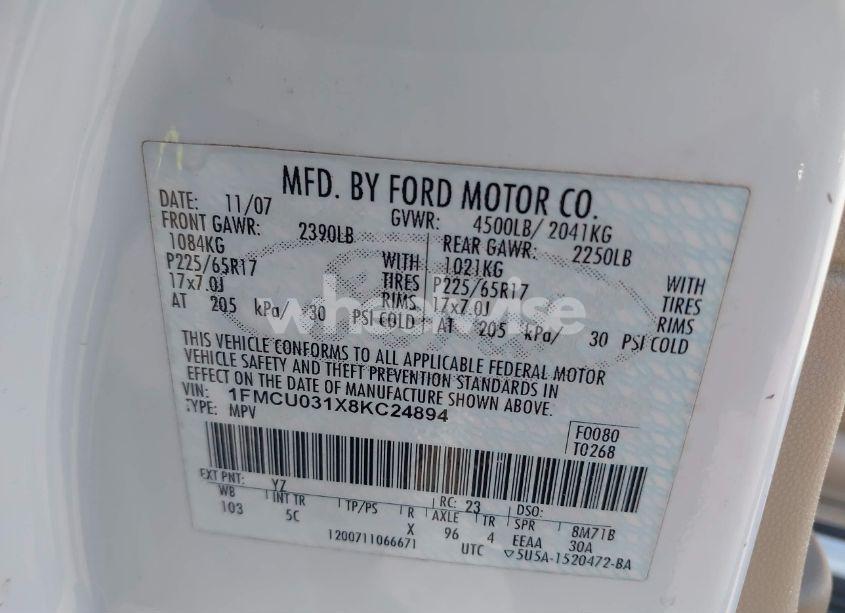 MFD. BY FORD MOTOR CO.
DATE: 11/07 GVWR: 4500LB/ 2041KG
FRONT GAWR: 2390LB REAR GAWR: 2250LB
1084KG WITH 1021KG WITH
P225/65R17 TIRES P225/65R17 TIRES
17x7.0J RIMS 17x7.0J RIMS
AT 205 kPa/ 30 PSI COLD AT 205 kPa/ 30 PSI COLD
wheelwise
THIS VEHICLE CONFORMS TO ALL APPLICABLE FEDERAL MOTOR
VEHICLE SAFETY AND THEFT PREVENTION STANDARDS IN
EFFECT ON THE DATE OF MANUFACTURE SHOWN ABOVE.
VIN: 1FMCU031X8KC24894
TYPE: MPV
F0080
T0268
EXT PNT: YZ RC: 23 DSO:
WB INT TR TP/PS R AXLE TR SPR 8M71B
103 5C X 96 4 EEAA 30A
1200711066671 UTC ▽5U5A-1520472-BA